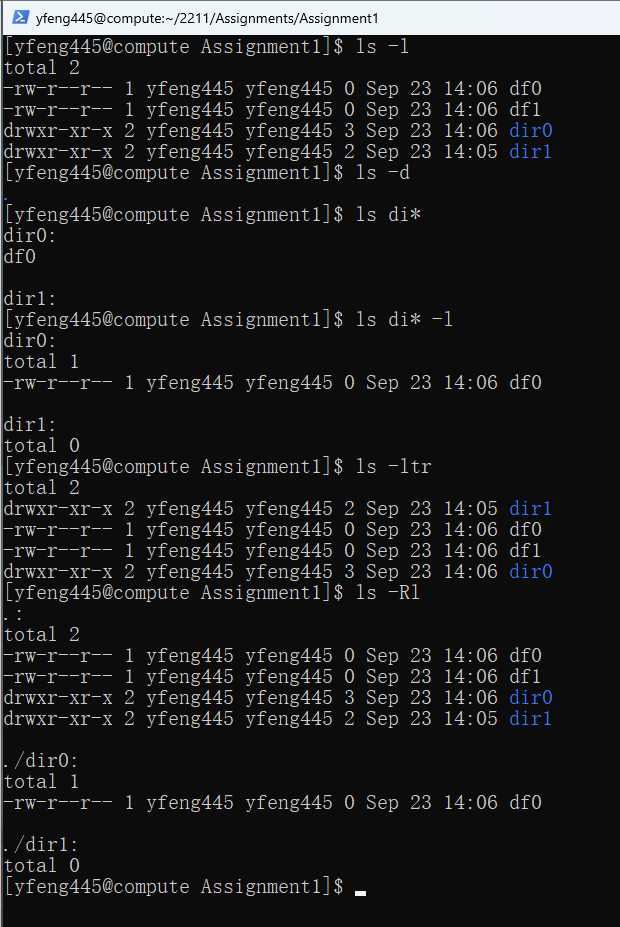 yfeng445@compute:~/2211/Assignments/Assignment1
[yfeng445@compute Assignment1]$ ls -l
total 2
-rw-r--r-- 1 yfeng445 yfeng445 0 Sep 23 14:06 df0
-rw-r--r-- 1 yfeng445 yfeng445 0 Sep 23 14:06 df1
drwxr-xr-x 2 yfeng445 yfeng445 3 Sep 23 14:06 dir0
drwxr-xr-x 2 yfeng445 yfeng445 2 Sep 23 14:05 dir1
[yfeng445@compute Assignment1]$ ls -d
.
[yfeng445@compute Assignment1]$ ls di*
dir0:
df0

dir1:
[yfeng445@compute Assignment1]$ ls di* -l
dir0:
total 1
-rw-r--r-- 1 yfeng445 yfeng445 0 Sep 23 14:06 df0

dir1:
total 0
[yfeng445@compute Assignment1]$ ls -ltr
total 2
drwxr-xr-x 2 yfeng445 yfeng445 2 Sep 23 14:05 dir1
-rw-r--r-- 1 yfeng445 yfeng445 0 Sep 23 14:06 df0
-rw-r--r-- 1 yfeng445 yfeng445 0 Sep 23 14:06 df1
drwxr-xr-x 2 yfeng445 yfeng445 3 Sep 23 14:06 dir0
[yfeng445@compute Assignment1]$ ls -Rl
.:
total 2
-rw-r--r-- 1 yfeng445 yfeng445 0 Sep 23 14:06 df0
-rw-r--r-- 1 yfeng445 yfeng445 0 Sep 23 14:06 df1
drwxr-xr-x 2 yfeng445 yfeng445 3 Sep 23 14:06 dir0
drwxr-xr-x 2 yfeng445 yfeng445 2 Sep 23 14:05 dir1

./dir0:
total 1
-rw-r--r-- 1 yfeng445 yfeng445 0 Sep 23 14:06 df0

./dir1:
total 0
[yfeng445@compute Assignment1]$